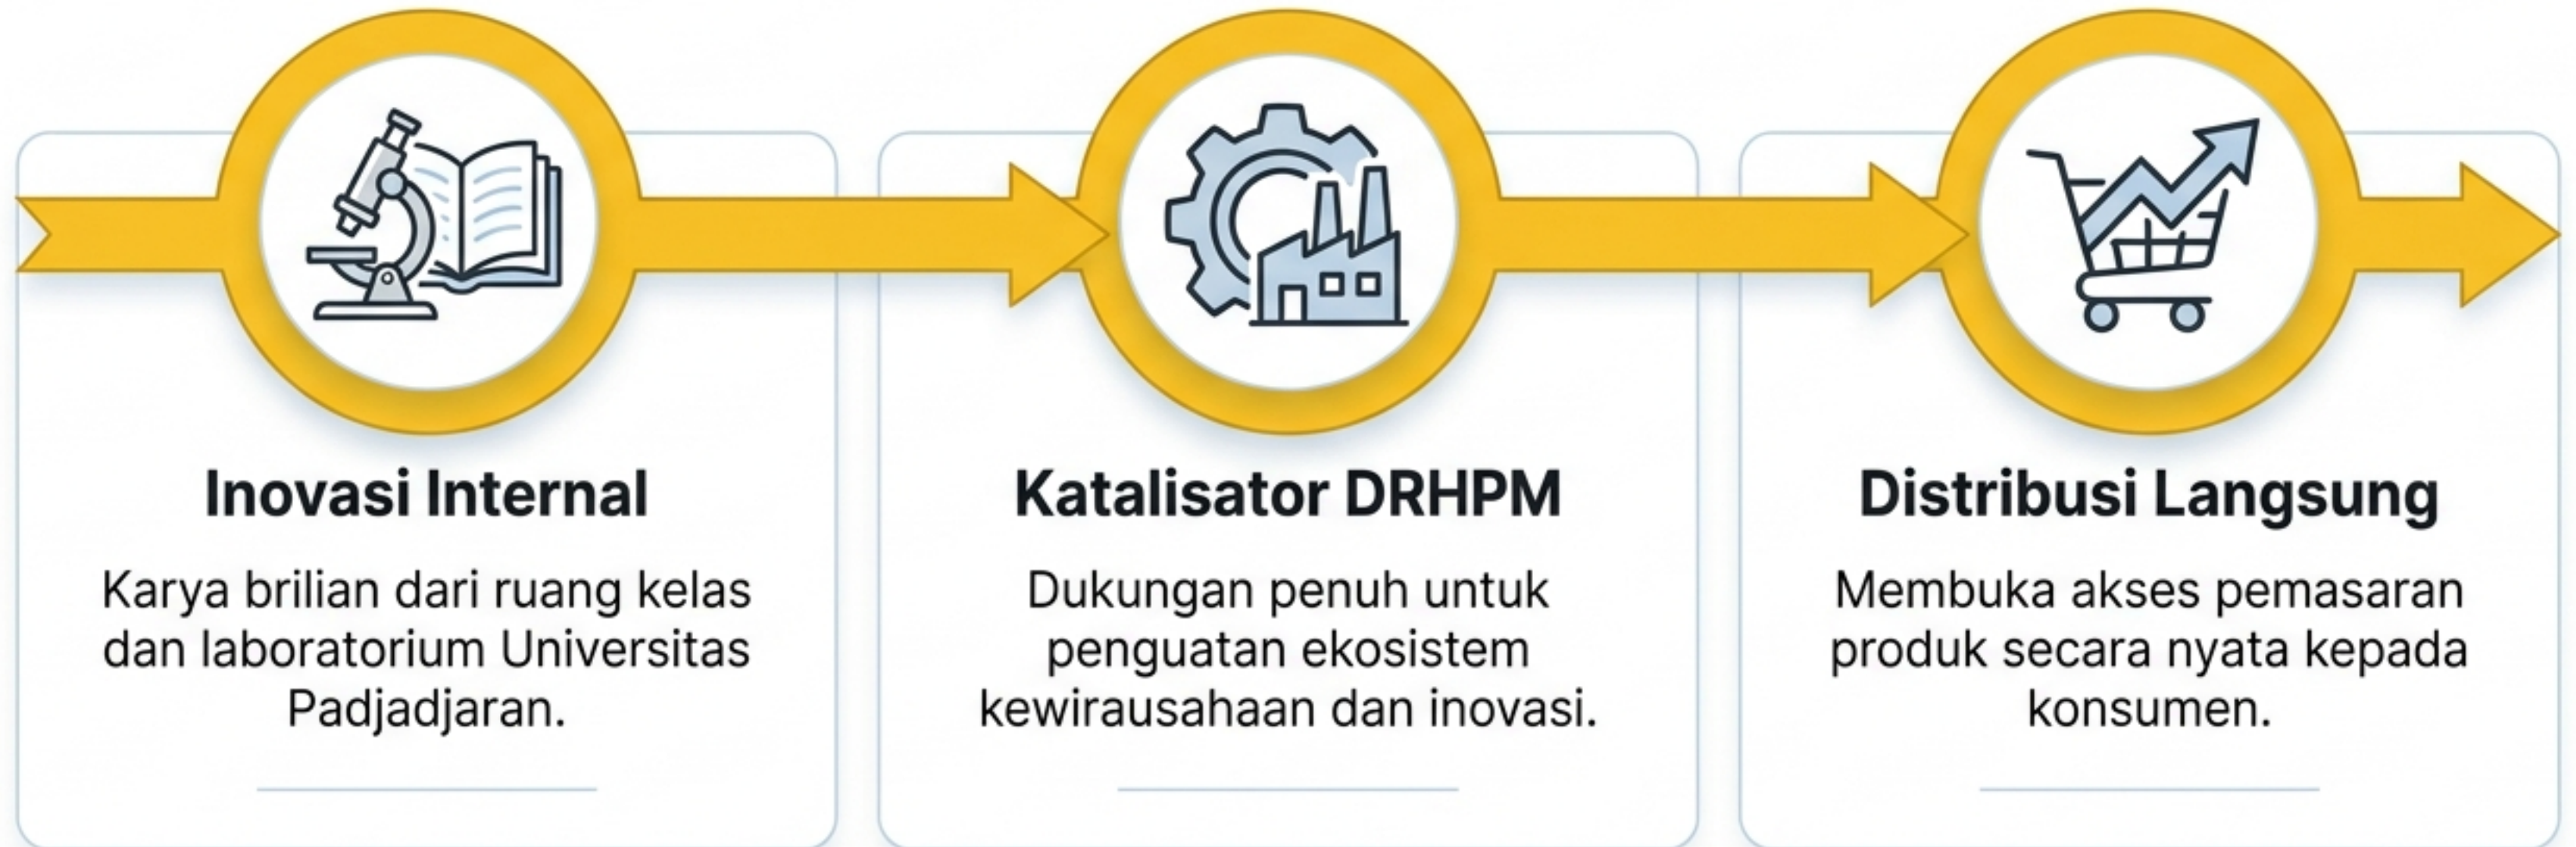 Inovasi Internal
Karya brilian dari ruang kelas
dan laboratorium Universitas
Padjadjaran.
Katalisator DRHPM
Dukungan penuh untuk
penguatan ekosistem
kewirausahaan dan inovasi.
Distribusi Langsung
Membuka akses pemasaran
produk secara nyata kepada
konsumen.